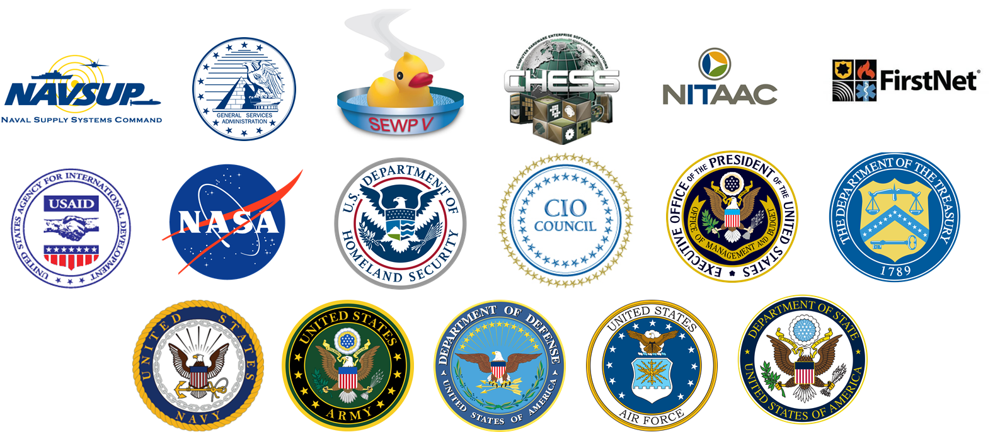 NAVSUP
NAVAL SUPPLY SYSTEMS COMMAND
GENERAL SERVICES
ADMINISTRATION
SEWP V
COMPUTER HARDWARE ENTERPRISE SOFTWARE & SOLUTIONS
CHESS
NITAAC
FirstNet®
UNITED STATES AGENCY FOR INTERNATIONAL DEVELOPMENT
USAID
NASA
U.S. DEPARTMENT OF
HOMELAND SECURITY
CIO
COUNCIL
EXECUTIVE OFFICE OF THE PRESIDENT OF THE UNITED STATES
OFFICE OF MANAGEMENT AND BUDGET
THE DEPARTMENT OF THE TREASURY
1789
UNITED STATES
NAVY
UNITED STATES
ARMY
DEPARTMENT OF DEFENSE
UNITED STATES OF AMERICA
UNITED STATES
AIR FORCE
DEPARTMENT OF STATE
UNITED STATES OF AMERICA